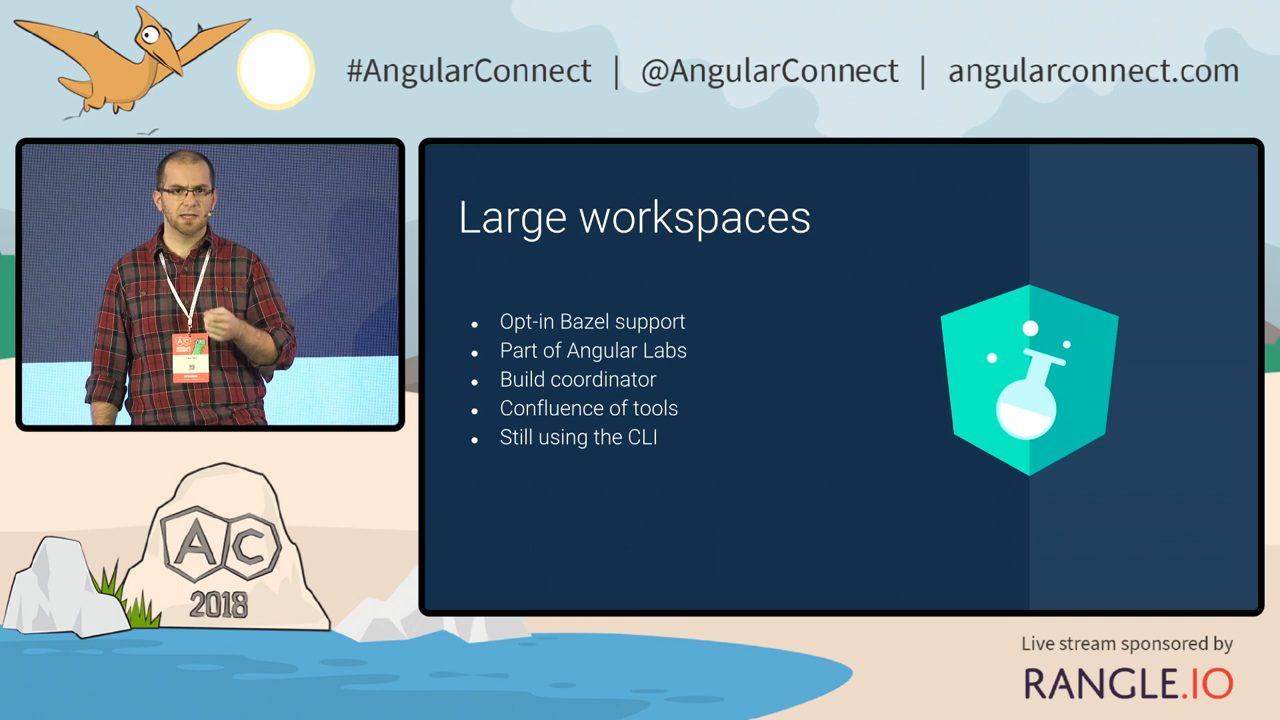 #AngularConnect | @AngularConnect | angularconnect.com
Large workspaces
• Opt-in Bazel support
• Part of Angular Labs
• Build coordinator
• Confluence of tools
• Still using the CLI
AC
AC
2018
Live stream sponsored by
RANGLE.IO